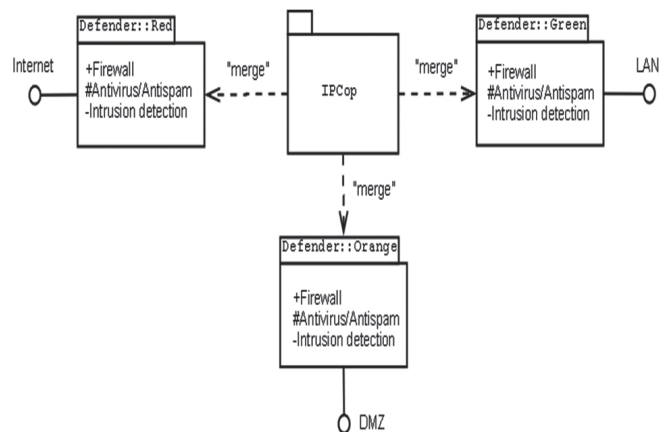 Defender::Red
Internet
+Firewall
#Antivirus/Antispam
-Intrusion detection
"merge"
IPCop
"merge"
Defender::Green
+Firewall
#Antivirus/Antispam
-Intrusion detection
LAN
"merge"
Defender::Orange
+Firewall
#Antivirus/Antispam
-Intrusion detection
DMZ